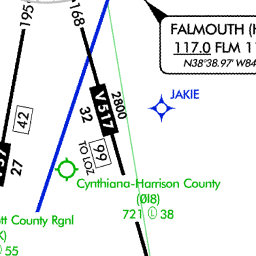 195
168
FALMOUTH (
117.0 FLM 11
N38°38.97' W84
2800
V 517
JAKIE
42
32
99
TO LOZ
27
Cynthiana-Harrison County
(0I8)
tt County Rgnl
721 L 38
55